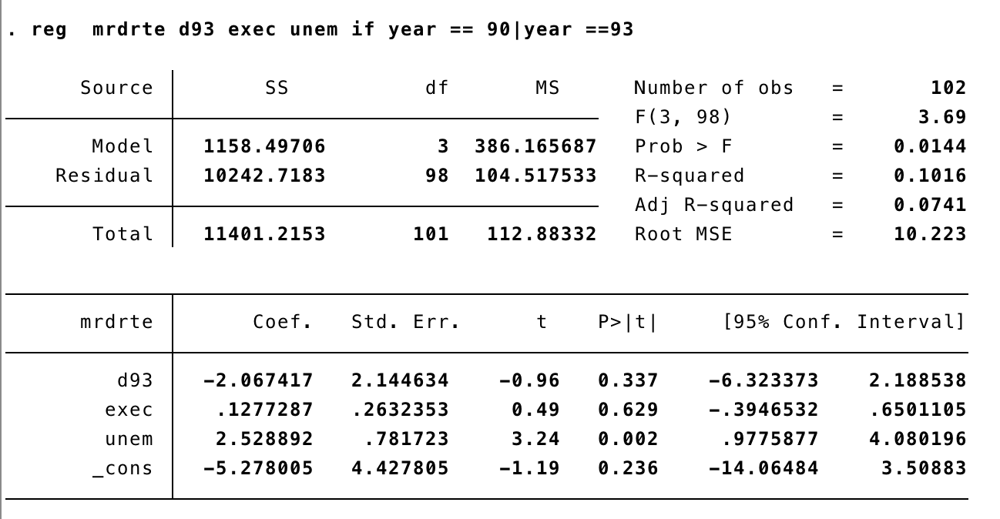 . reg  mrdrte d93 exec unem if year == 90|year ==93
Source | SS df MS Number of obs = 102
F(3, 98) = 3.69
Model | 1158.49706 3 386.165687 Prob > F = 0.0144
Residual | 10242.7183 98 104.517533 R-squared = 0.1016
Adj R-squared = 0.0741
Total | 11401.2153 101 112.88332 Root MSE = 10.223
mrdrte | Coef. Std. Err. t P>|t| [95% Conf. Interval]
d93 | -2.067417 2.144634 -0.96 0.337 -6.323373 2.188538
exec | .1277287 .2632353 0.49 0.629 -.3946532 .6501105
unem | 2.528892 .781723 3.24 0.002 .9775877 4.080196
_cons | -5.278005 4.427805 -1.19 0.236 -14.06484 3.50883